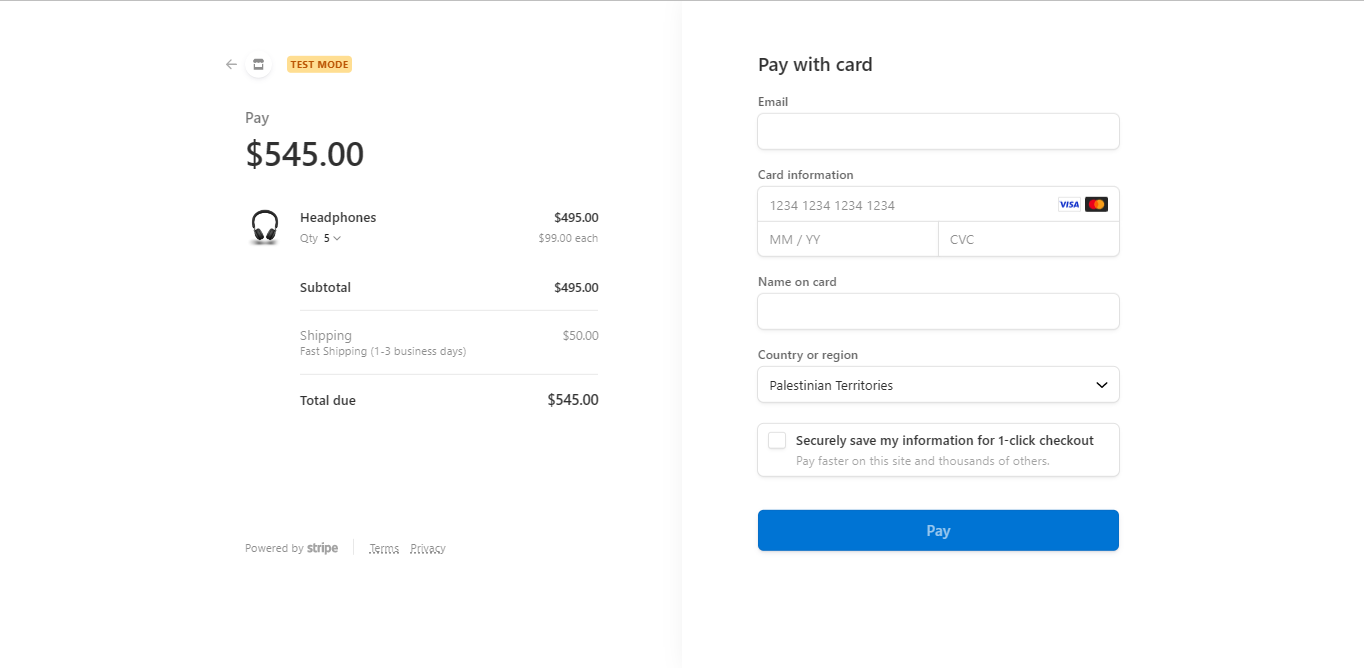 TEST MODE
Pay
$545.00
Headphones $495.00
Qty 5 $99.00 each
Subtotal $495.00
Shipping $50.00
Fast Shipping (1-3 business days)
Total due $545.00
Powered by stripe Terms Privacy
Pay with card
Email
Card information
1234 1234 1234 1234 VISA
MM / YY CVC
Name on card
Country or region
Palestinian Territories
Securely save my information for 1-click checkout
Pay faster on this site and thousands of others.
Pay